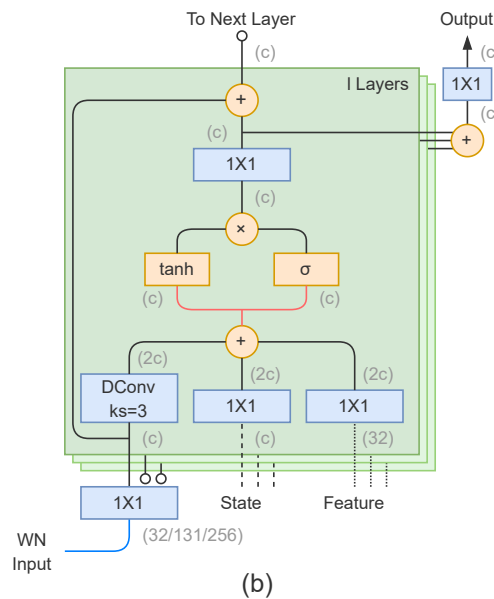 To Next Layer
Output
(c)
(c
l Layers
1X1
(c
+
+
(c)
1X1
(c)
×
tanh
σ
(c)
(c)
+
(2c)
(2c)
(2c)
DConv
ks=3
1X1
1X1
(c)
(c)
(32)
1X1
State
Feature
(32/131/256)
WN
Input
(b)